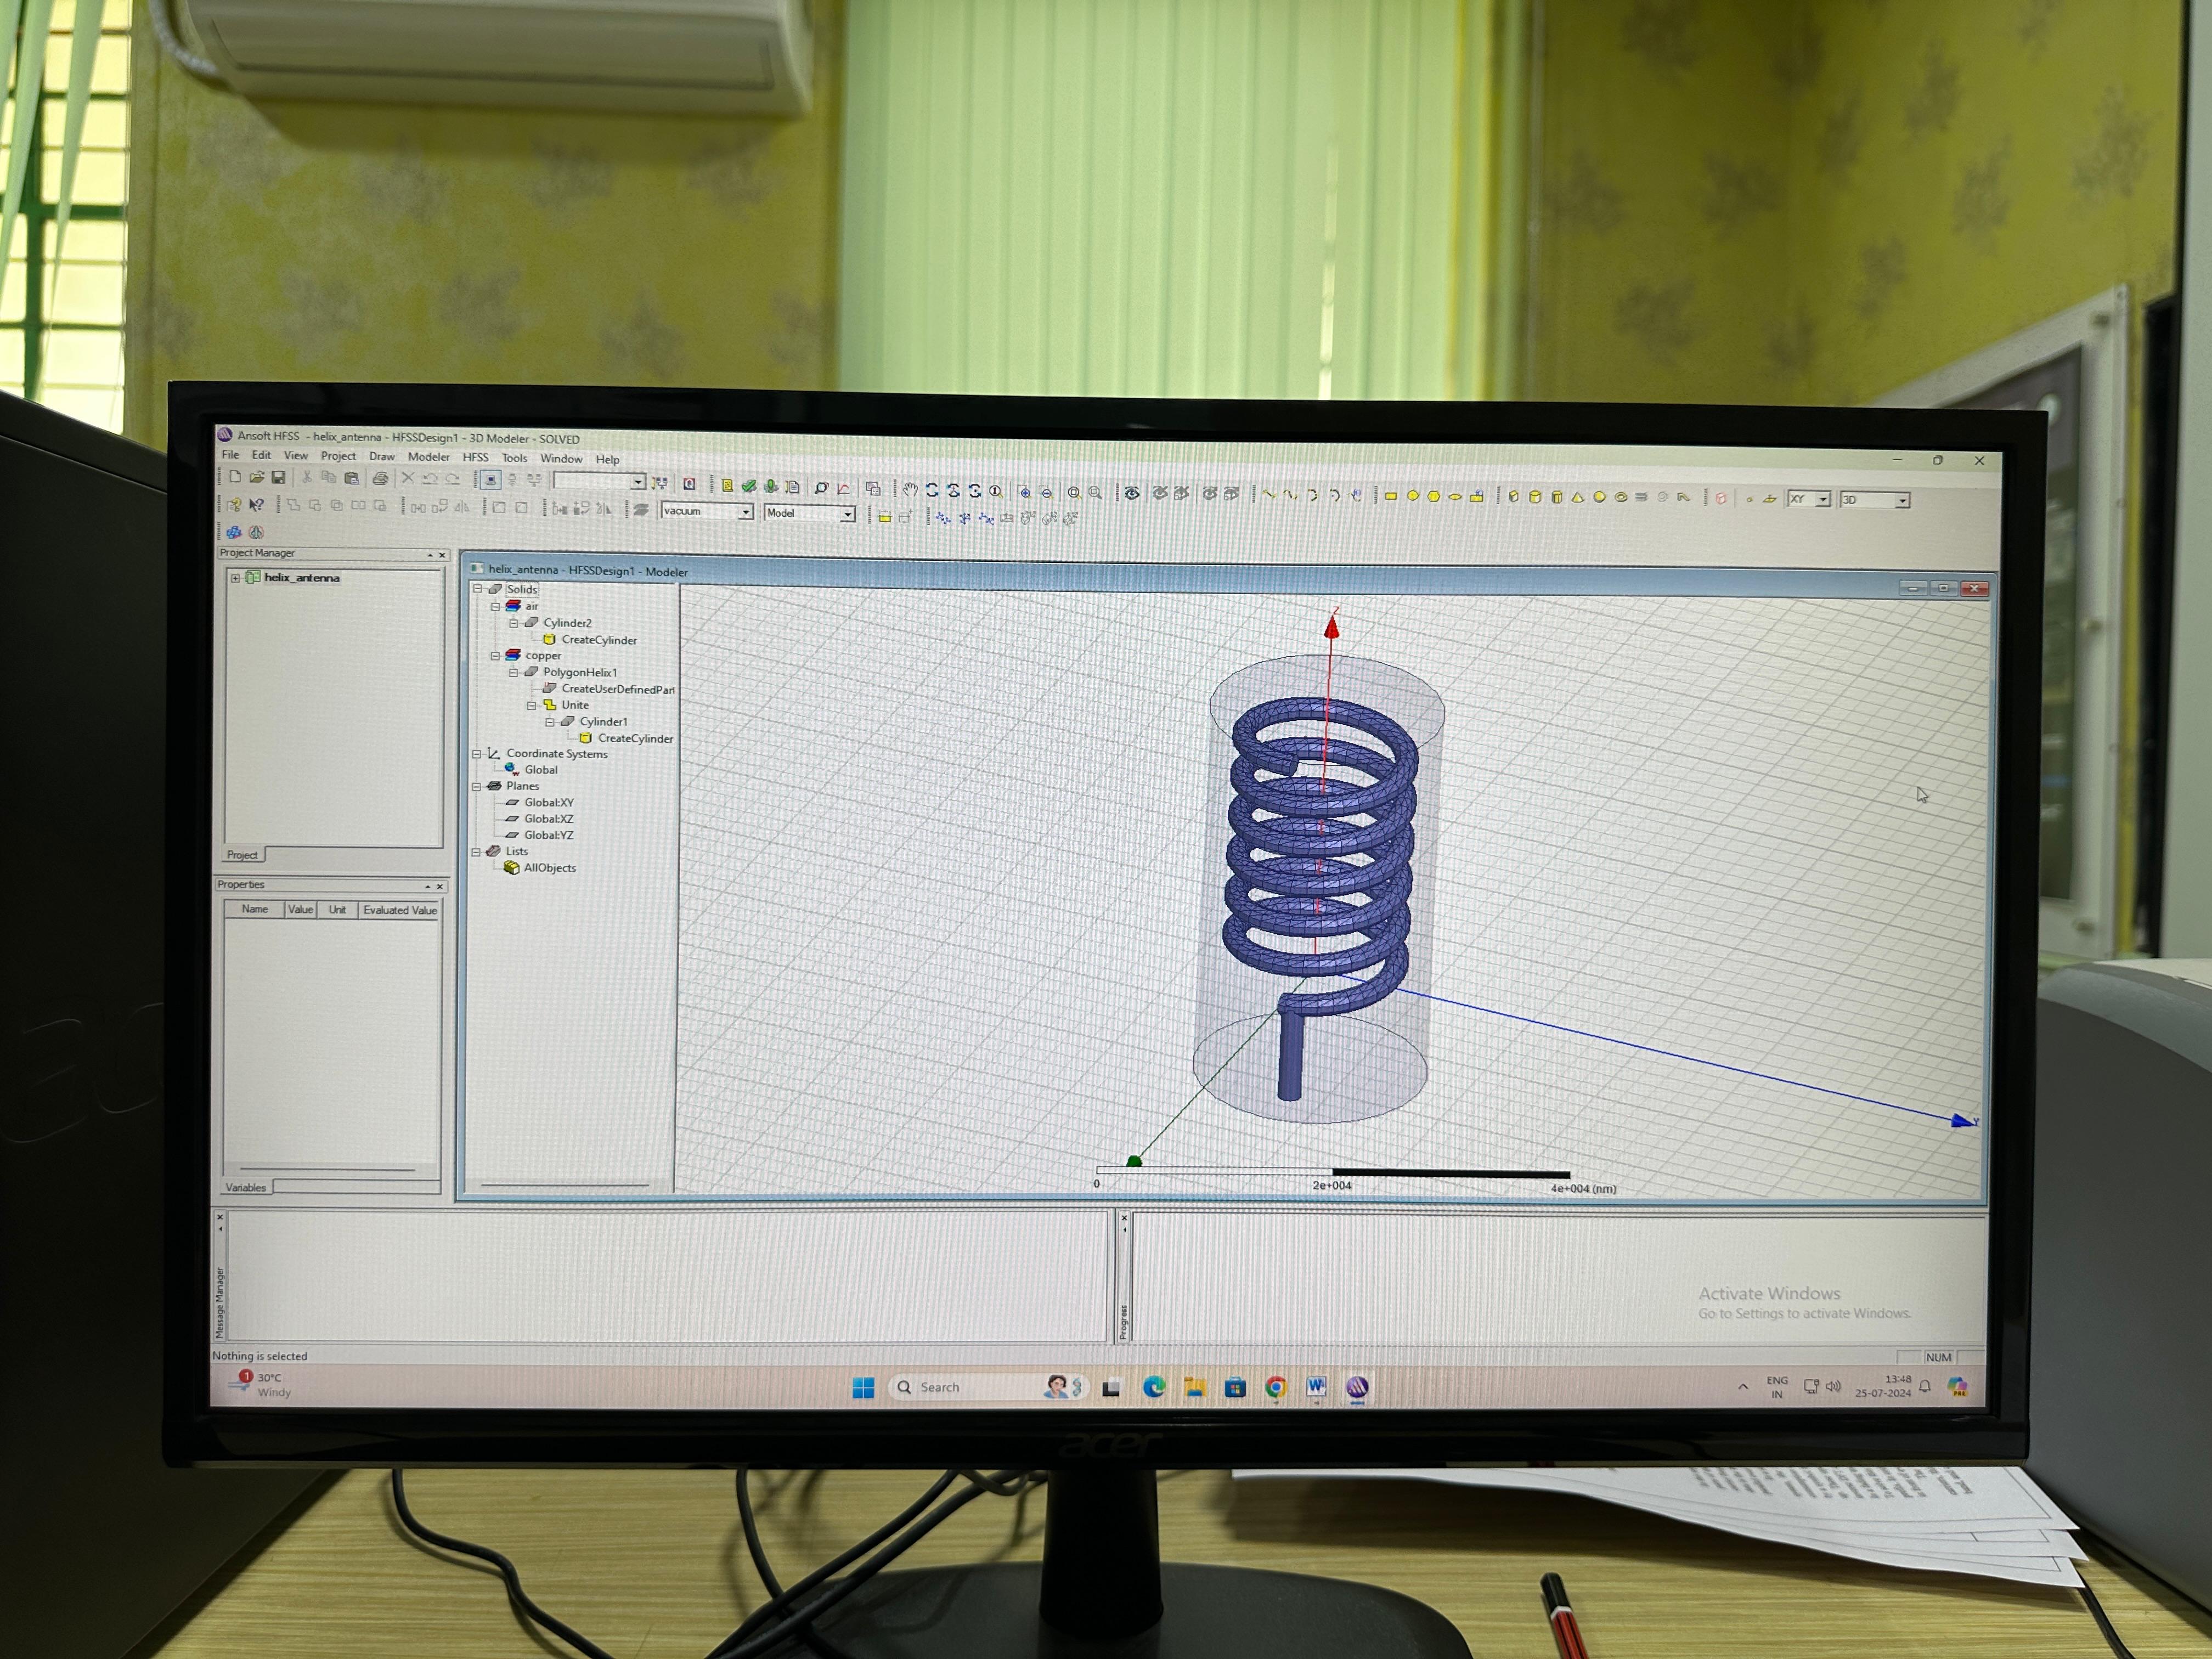 Ansoft HFSS - helix_antenna - HFSSDesign1 - 3D Modeler - SOLVED
File Edit View Project Draw Modeler HFSS Tools Window Help
XY 3D
vacuum Model
Project Manager
helix_antenna
Project
Properties
Name Value Unit Evaluated Value
Variables
helix_antenna - HFSSDesign1 - Modeler
Solids
air
Cylinder2
CreateCylinder
copper
PolygonHelix1
CreateUserDefinedPart
Unite
Cylinder1
CreateCylinder
Coordinate Systems
Global
Planes
Global:XY
Global:XZ
Global:YZ
Lists
AllObjects
Z
Y
0 2e+004 4e+004 (nm)
Message Manager
Progress
Activate Windows
Go to Settings to activate Windows.
Nothing is selected
NUM
1
30°C
Windy
Search
ENG
IN
13:48
25-07-2024
acer